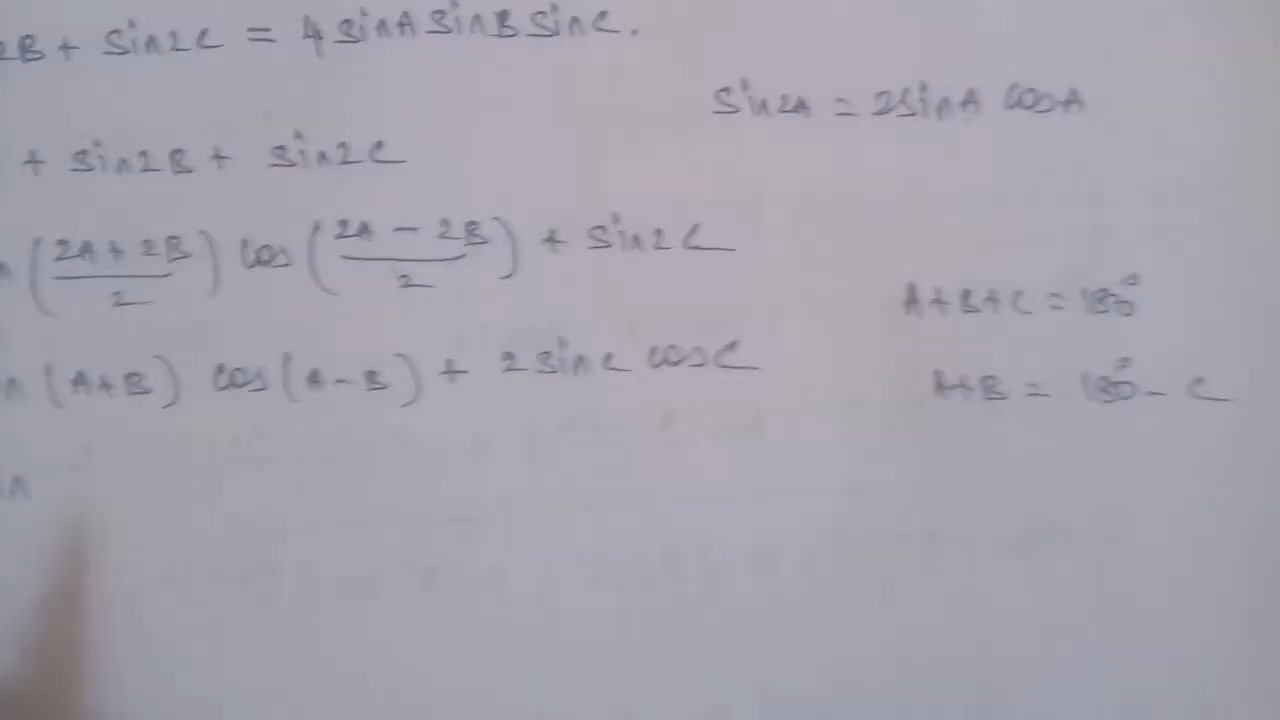 2B + sin2C = 4 sinA sinB sinC.
sin2A = 2sinA cosA
+ sin2B + sin2C
n (2A + 2B / 2) cos (2A - 2B / 2) + sin2C
A+B+C = 180°
n (A+B) cos(A-B) + 2 sinC cosC
A+B = 180° - C
in